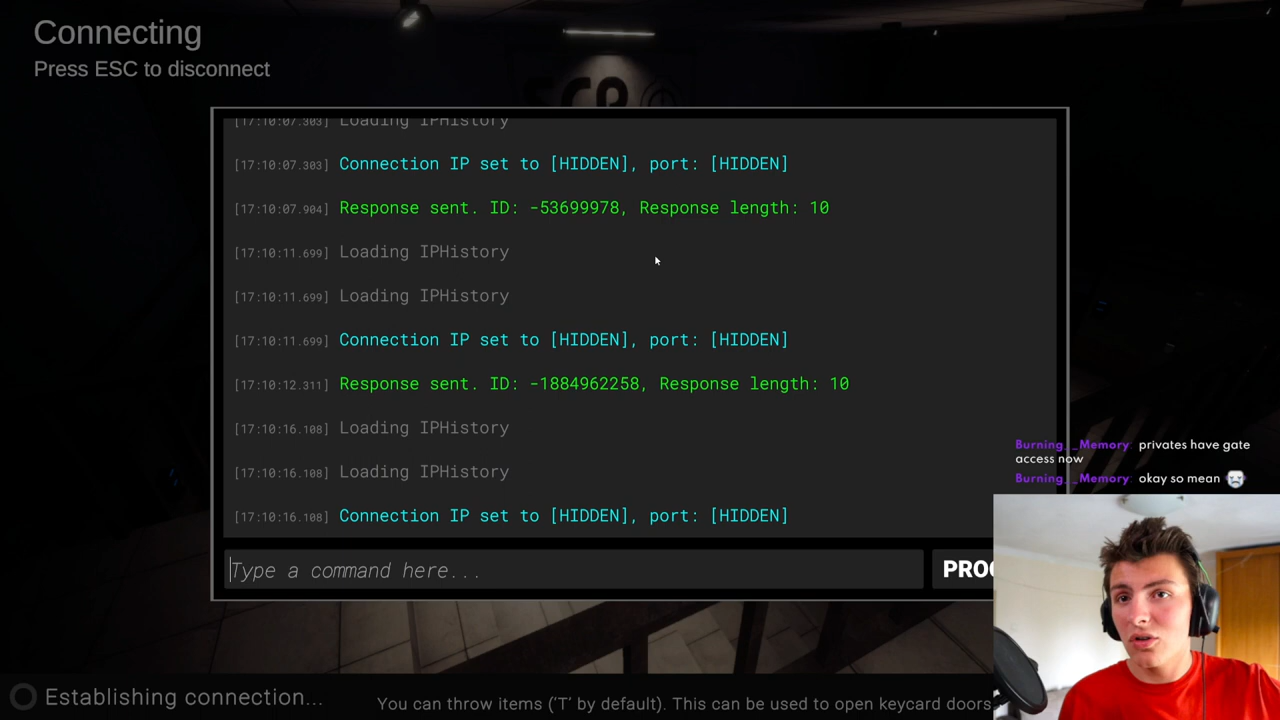 Connecting
Press ESC to disconnect
SCP
[17:10:07.303] Loading IPHistory
[17:10:07.303] Connection IP set to [HIDDEN], port: [HIDDEN]
[17:10:07.904] Response sent. ID: -53699978, Response length: 10
[17:10:11.699] Loading IPHistory
[17:10:11.699] Loading IPHistory
[17:10:11.699] Connection IP set to [HIDDEN], port: [HIDDEN]
[17:10:12.311] Response sent. ID: -1884962258, Response length: 10
[17:10:16.108] Loading IPHistory
[17:10:16.108] Loading IPHistory
[17:10:16.108] Connection IP set to [HIDDEN], port: [HIDDEN]
Type a command here...
PROC
Burning__Memory: privates have gate
access now
Burning__Memory: okay so mean
Establishing connection...
You can throw items ('T' by default). This can be used to open keycard doors